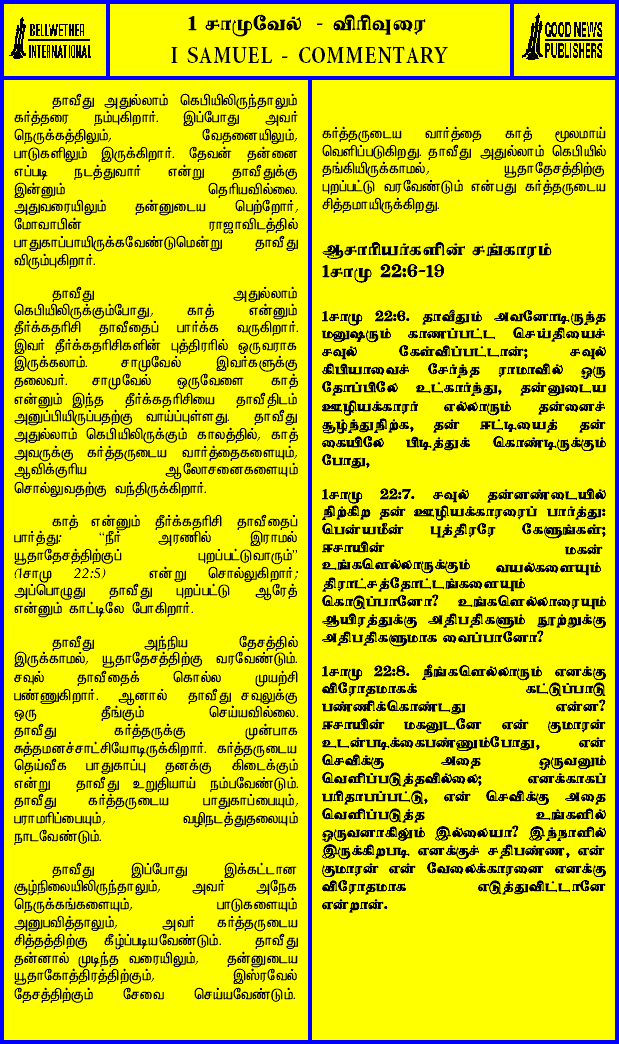 BELLWETHER
INTERNATIONAL
1 சாமுவேல் - விரிவுரை
I SAMUEL - COMMENTARY
GOOD NEWS
PUBLISHERS
தாவீது அதுல்லாம் கெபியிலிருந்தாலும்
கர்த்தரை நம்புகிறார். இப்போது அவர்
நெருக்கத்திலும், வேதனையிலும்,
பாடுகளிலும் இருக்கிறார். தேவன் தன்னை
எப்படி நடத்துவார் என்று தாவீதுக்கு
இன்னும் தெரியவில்லை.
அதுவரையிலும் தன்னுடைய பெற்றோர்,
மோவாபின் ராஜாவிடத்தில்
பாதுகாப்பாயிருக்கவேண்டுமென்று தாவீது
விரும்புகிறார்.
தாவீது அதுல்லாம்
கெபியிலிருக்கும்போது, காத் என்னும்
தீர்க்கதரிசி தாவீதைப் பார்க்க வருகிறார்.
இவர் தீர்க்கதரிசிகளின் புத்திரரில் ஒருவராக
இருக்கலாம். சாமுவேல் இவர்களுக்கு
தலைவர். சாமுவேல் ஒருவேளை காத்
என்னும் இந்த தீர்க்கதரிசியை தாவீதிடம்
அனுப்பியிருப்பதற்கு வாய்ப்புள்ளது. தாவீது
அதுல்லாம் கெபியிலிருக்கும் காலத்தில், காத்
அவருக்கு கர்த்தருடைய வார்த்தைகளையும்,
ஆவிக்குரிய ஆலோசனைகளையும்
சொல்லுவதற்கு வந்திருக்கிறார்.
காத் என்னும் தீர்க்கதரிசி தாவீதைப்
பார்த்து: “நீர் அரணில் இராமல்
யூதாதேசத்திற்குப் புறப்பட்டுவாரும்”
(1சாமு 22:5) என்று சொல்லுகிறார்;
அப்பொழுது தாவீது புறப்பட்டு ஆரேத்
என்னும் காட்டிலே போகிறார்.
தாவீது அந்நிய தேசத்தில்
இருக்காமல், யூதாதேசத்திற்கு வரவேண்டும்.
சவுல் தாவீதைக் கொல்ல முயற்சி
பண்ணுகிறார். ஆனால் தாவீது சவுலுக்கு
ஒரு தீங்கும் செய்யவில்லை.
தாவீது கர்த்தருக்கு முன்பாக
சுத்தமனச்சாட்சியோடிருக்கிறார். கர்த்தருடைய
தெய்வீக பாதுகாப்பு தனக்கு கிடைக்கும்
என்று தாவீது உறுதியாய் நம்பவேண்டும்.
தாவீது கர்த்தருடைய பாதுகாப்பையும்,
பராமரிப்பையும், வழிநடத்துதலையும்
நாடவேண்டும்.
தாவீது இப்போது இக்கட்டான
சூழ்நிலையிலிருந்தாலும், அவர் அநேக
நெருக்கங்களையும், பாடுகளையும்
அனுபவித்தாலும், அவர் கர்த்தருடைய
சித்தத்திற்கு கீழ்ப்படியவேண்டும். தாவீது
தன்னால் முடிந்த வரையிலும், தன்னுடைய
யூதாகோத்திரத்திற்கும், இஸ்ரவேல்
தேசத்திற்கும் சேவை செய்யவேண்டும்.
கர்த்தருடைய வார்த்தை காத் மூலமாய்
வெளிப்படுகிறது. தாவீது அதுல்லாம் கெபியில்
தங்கியிருக்காமல், யூதாதேசத்திற்கு
புறப்பட்டு வரவேண்டும் என்பது கர்த்தருடைய
சித்தமாயிருக்கிறது.
ஆசாரியர்களின் சங்காரம்
1சாமு 22:6-19
1சாமு 22:6. தாவீதும் அவனோடிருந்த
மனுஷரும் காணப்பட்ட செய்தியைச்
சவுல் கேள்விப்பட்டான்; சவுல்
கிபியாவைச் சேர்ந்த ராமாவில் ஒரு
தோப்பிலே உட்கார்ந்து, தன்னுடைய
ஊழியக்காரர் எல்லாரும் தன்னைச்
சூழ்ந்துநிற்க, தன் ஈட்டியைத் தன்
கையிலே பிடித்துக் கொண்டிருக்கும்
போது,
1சாமு 22:7. சவுல் தன்னண்டையில்
நிற்கிற தன் ஊழியக்காரரைப் பார்த்து:
பென்யமீன் புத்திரரே கேளுங்கள்;
ஈசாயின் மகன்
உங்களெல்லாருக்கும் வயல்களையும்
திராட்சத்தோட்டங்களையும்
கொடுப்பானோ? உங்களெல்லாரையும்
ஆயிரத்துக்கு அதிபதிகளும் நூற்றுக்கு
அதிபதிகளுமாக வைப்பானோ?
1சாமு 22:8. நீங்களெல்லாரும் எனக்கு
விரோதமாகக் கட்டுப்பாடு
பண்ணிக்கொண்டது என்ன?
ஈசாயின் மகனுடனே என் குமாரன்
உடன்படிக்கைபண்ணும்போது, என்
செவிக்கு அதை ஒருவனும்
வெளிப்படுத்தவில்லை; எனக்காகப்
பரிதாபப்பட்டு, என் செவிக்கு அதை
வெளிப்படுத்த உங்களில்
ஒருவனாகிலும் இல்லையா? இந்நாளில்
இருக்கிறபடி எனக்குச் சதிபண்ண, என்
குமாரன் என் வேலைக்காரனை எனக்கு
விரோதமாக எடுத்துவிட்டானே
என்றான்.